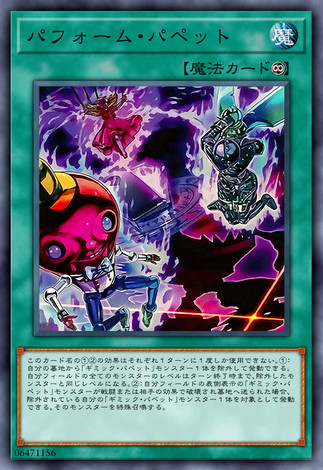 パフォーム・パペット
魔
【魔法カード♾】
このカード名の①②の効果はそれぞれ1ターンに1度しか使用できない。①:
自分の墓地から「ギミック・パペット」モンスター1体を除外して発動できる。
自分フィールドの全てのモンスターのレベルはターン終了時まで、除外したモ
ンスターと同じレベルになる。②:自分フィールドの表側表示の「ギミック・パ
ペット」モンスターが戦闘または相手の効果で破壊され墓地へ送られた場合、
除外されている自分の「ギミック・パペット」モンスター1体を対象として発動で
きる。そのモンスターを特殊召喚する。
06471156